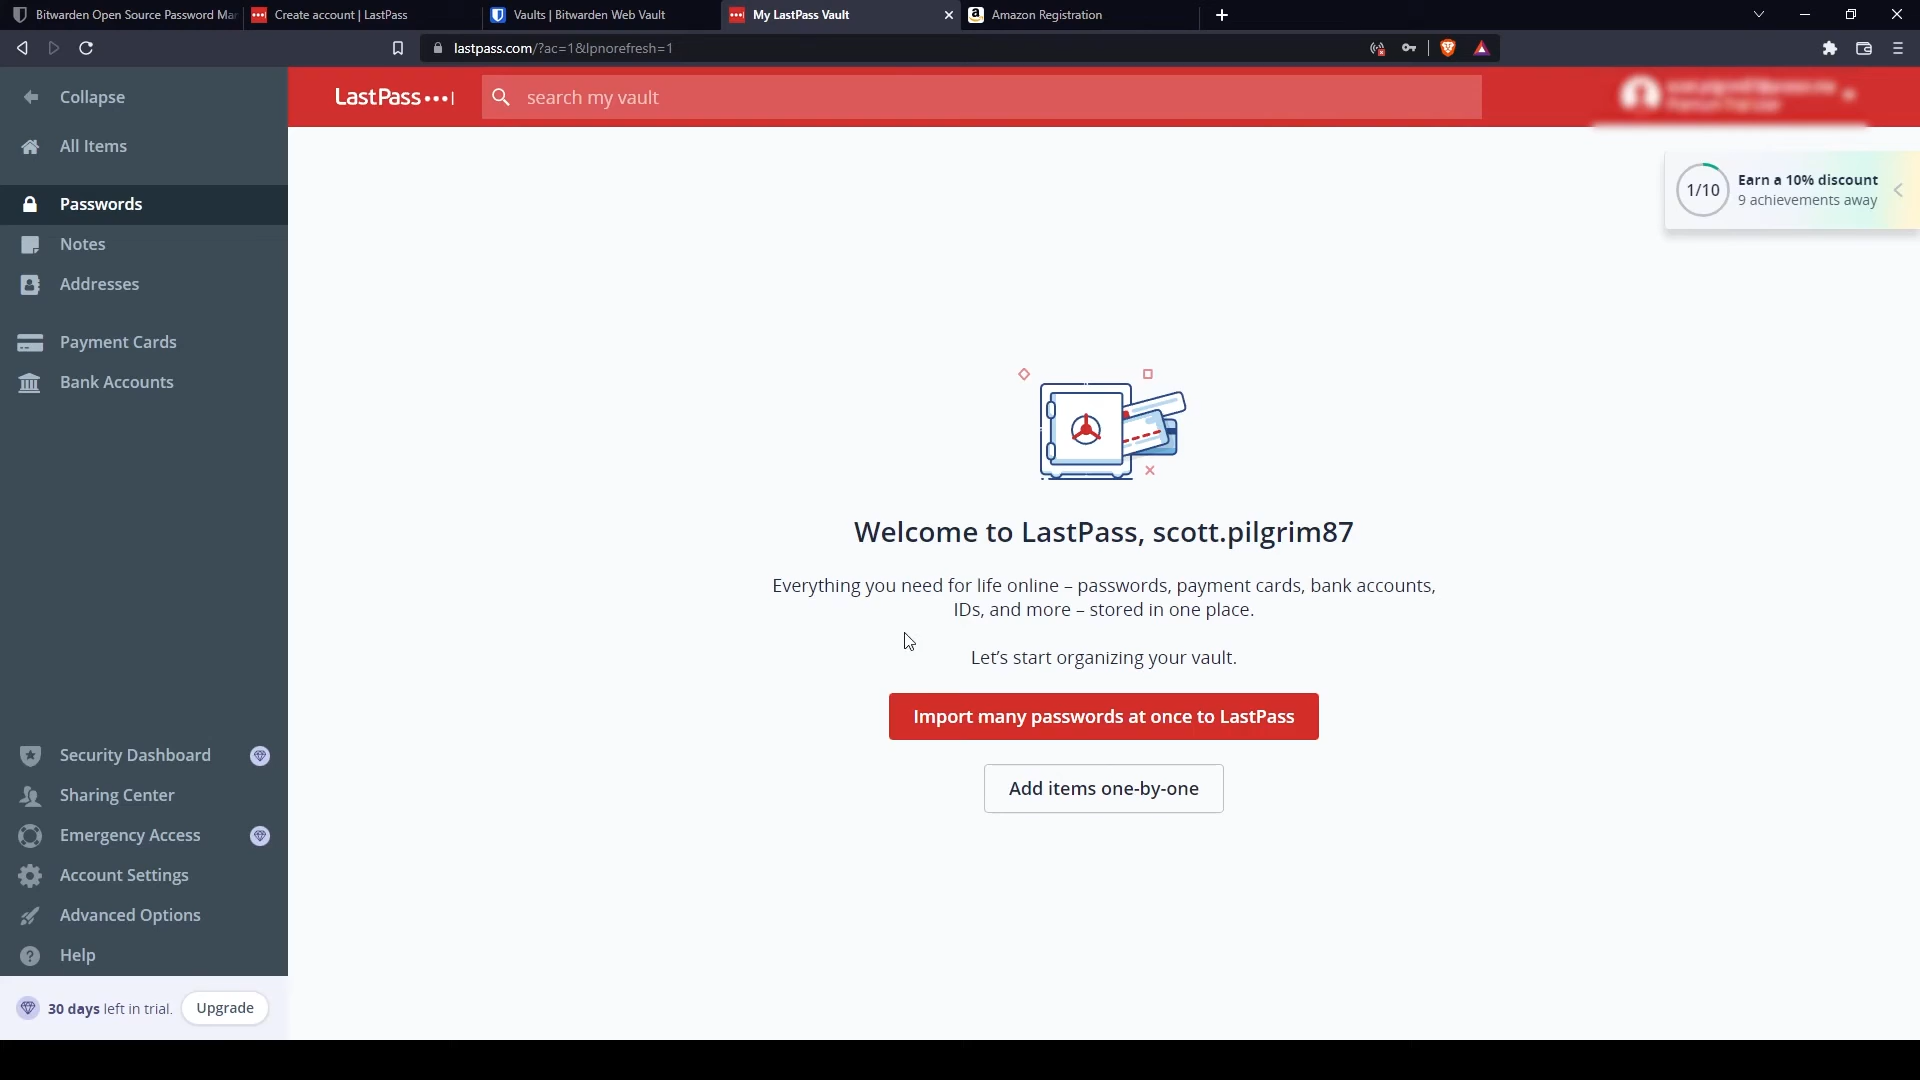 Bitwarden Open Source Password Mar
Create account | LastPass
Vaults | Bitwarden Web Vault
My LastPass Vault
Amazon Registration
lastpass.com/?ac=1&lpnorefresh=1
Collapse
LastPass
search my vault
All Items
Passwords
Notes
Addresses
Payment Cards
Bank Accounts
1/10
Earn a 10% discount
9 achievements away
Welcome to LastPass, scott.pilgrim87
Everything you need for life online – passwords, payment cards, bank accounts,
IDs, and more – stored in one place.
Let’s start organizing your vault.
Import many passwords at once to LastPass
Add items one-by-one
Security Dashboard
Sharing Center
Emergency Access
Account Settings
Advanced Options
Help
30 days left in trial.
Upgrade